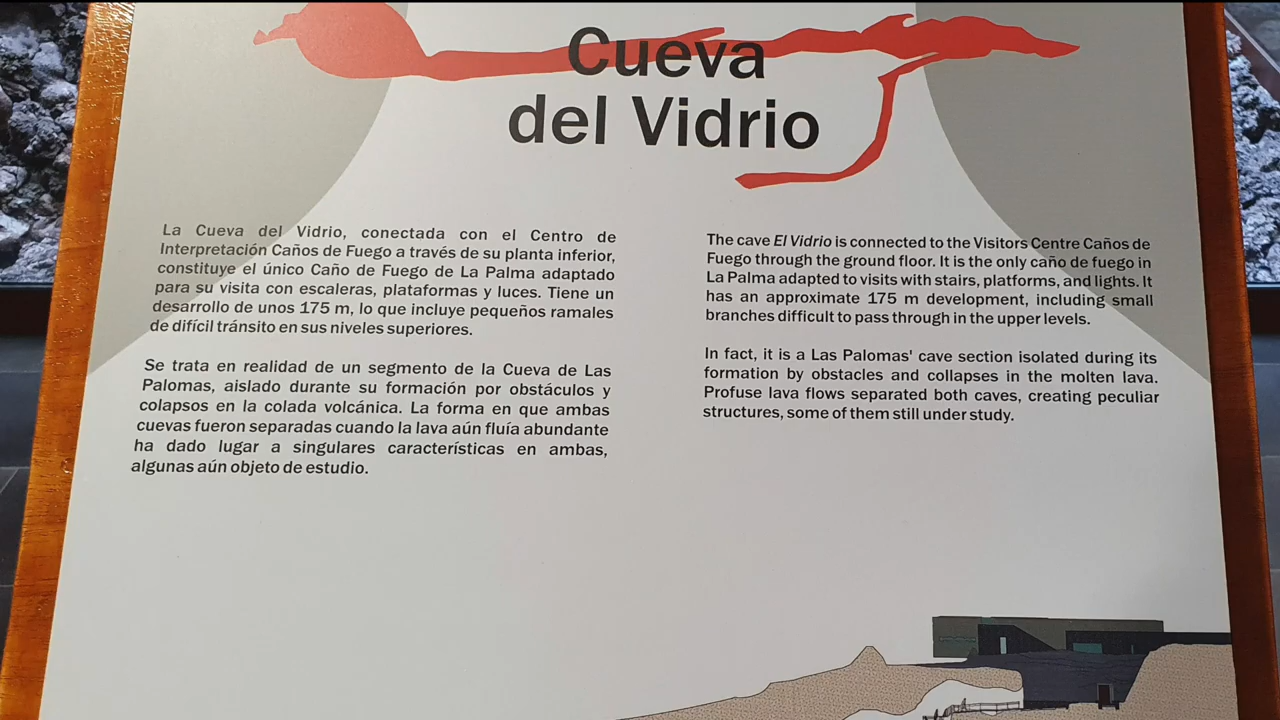 Cueva
del Vidrio
La Cueva del Vidrio, conectada con el Centro de
Interpretación Caños de Fuego a través de su planta inferior,
constituye el único Caño de Fuego de La Palma adaptado
para su visita con escaleras, plataformas y luces. Tiene un
desarrollo de unos 175 m, lo que incluye pequeños ramales
de difícil tránsito en sus niveles superiores.
Se trata en realidad de un segmento de la Cueva de Las
Palomas, aislado durante su formación por obstáculos y
colapsos en la colada volcánica. La forma en que ambas
cuevas fueron separadas cuando la lava aún fluía abundante
ha dado lugar a singulares características en ambas,
algunas aún objeto de estudio.
The cave El Vidrio is connected to the Visitors Centre Caños de
Fuego through the ground floor. It is the only caño de fuego in
La Palma adapted to visits with stairs, platforms, and lights. It
has an approximate 175 m development, including small
branches difficult to pass through in the upper levels.
In fact, it is a Las Palomas' cave section isolated during its
formation by obstacles and collapses in the molten lava.
Profuse lava flows separated both caves, creating peculiar
structures, some of them still under study.